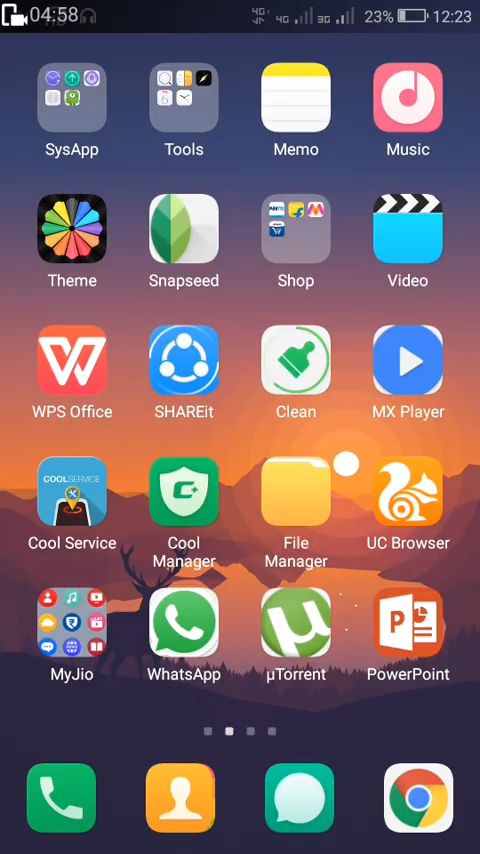 04:58
4G 4G 3G 23% 12:23
SysApp Tools Memo Music
Theme Snapseed Shop Video
WPS Office SHAREit Clean MX Player
COOLSERVICE
Cool Service Cool Manager File Manager UC Browser
MyJio WhatsApp µTorrent PowerPoint